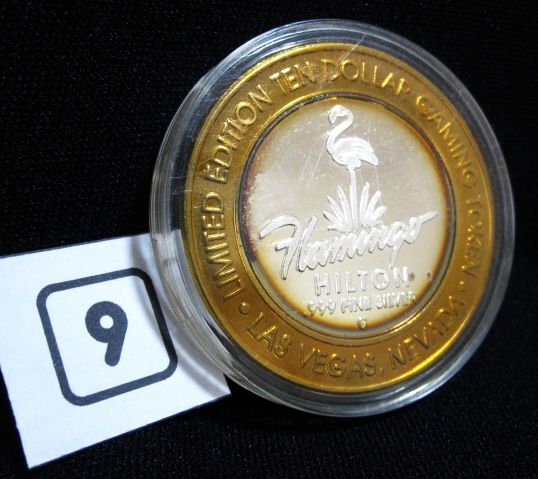 • LIMITED EDITION TEN DOLLAR GAMING TOKEN •
Flamingo
HILTON
.999 FINE SILVER
G
LAS VEGAS, NEVADA
9